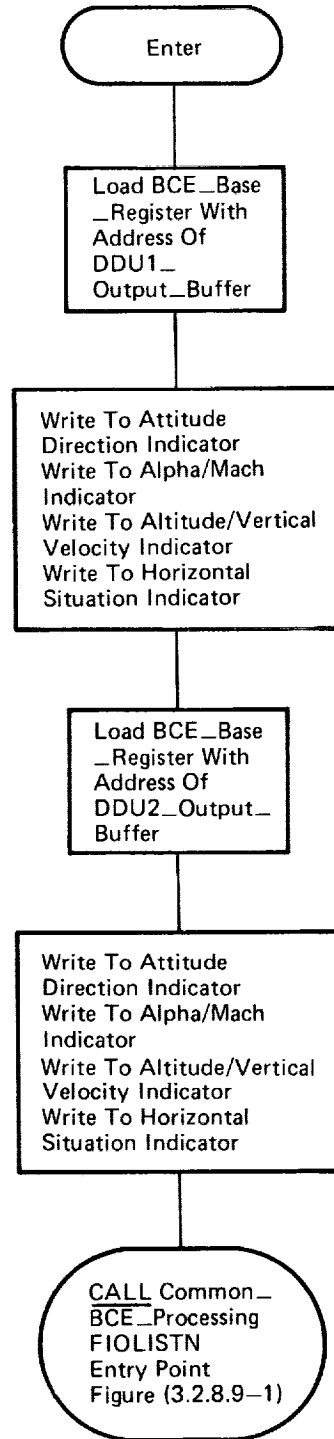 Enter
Load BCE_Base
_Register With
Address Of
DDU1_
Output_Buffer
Write To Attitude
Direction Indicator
Write To Alpha/Mach
Indicator
Write To Altitude/Vertical
Velocity Indicator
Write To Horizontal
Situation Indicator
Load BCE_Base
_Register With
Address Of
DDU2_Output_
Buffer
Write To Attitude
Direction Indicator
Write To Alpha/Mach
Indicator
Write To Altitude/Vertical
Velocity Indicator
Write To Horizontal
Situation Indicator
CALL Common_
BCE_Processing
FIOLISTN
Entry Point
Figure (3.2.8.9–1)